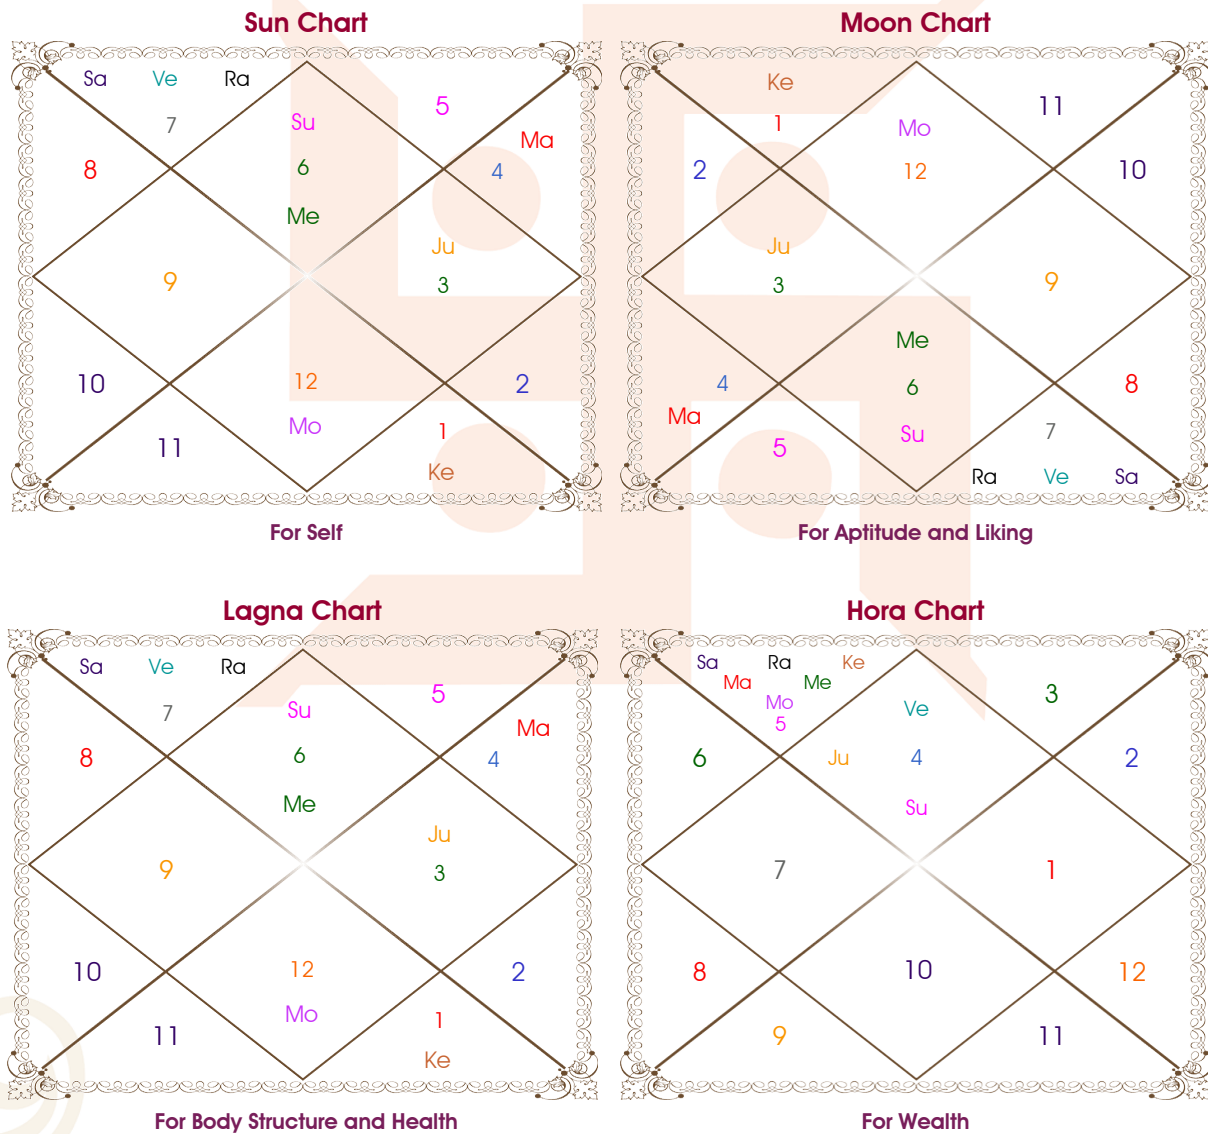 Sun Chart
Sa Ve Ra
7
Su
5
Ma
8
6
4
Me
Ju
9
3
10
12
2
Mo
11
1
Ke
For Self
Moon Chart
Ke
1
Mo
11
2
12
10
Ju
3
9
Me
4
6
8
Ma
Su
5
7
Ra Ve Sa
For Aptitude and Liking
Lagna Chart
Sa Ve Ra
7
Su
5
Ma
8
6
4
Me
Ju
9
3
10
12
2
Mo
11
1
Ke
For Body Structure and Health
Hora Chart
Sa Ra Ke
Ma Me
Mo
5
Ve
3
6
Ju 4
2
Su
7
1
8
10
12
9
11
For Wealth